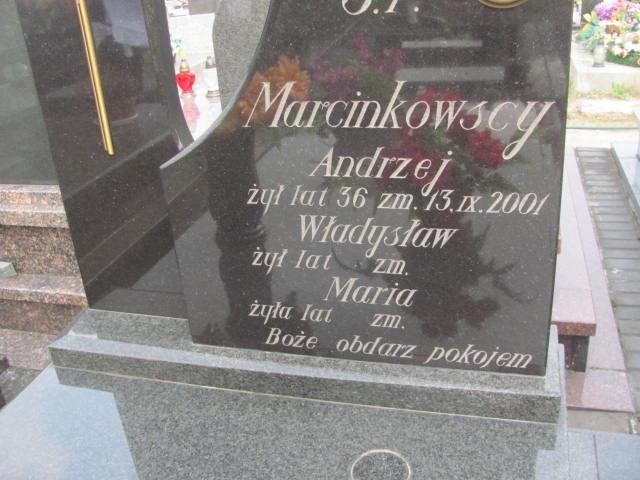 Ś.P.
Marcinkowscy
Andrzej
żył lat 36 zm. 13.IX.2001
Władysław
żył lat zm.
Maria
żyła lat zm.
Boże obdarz pokojem